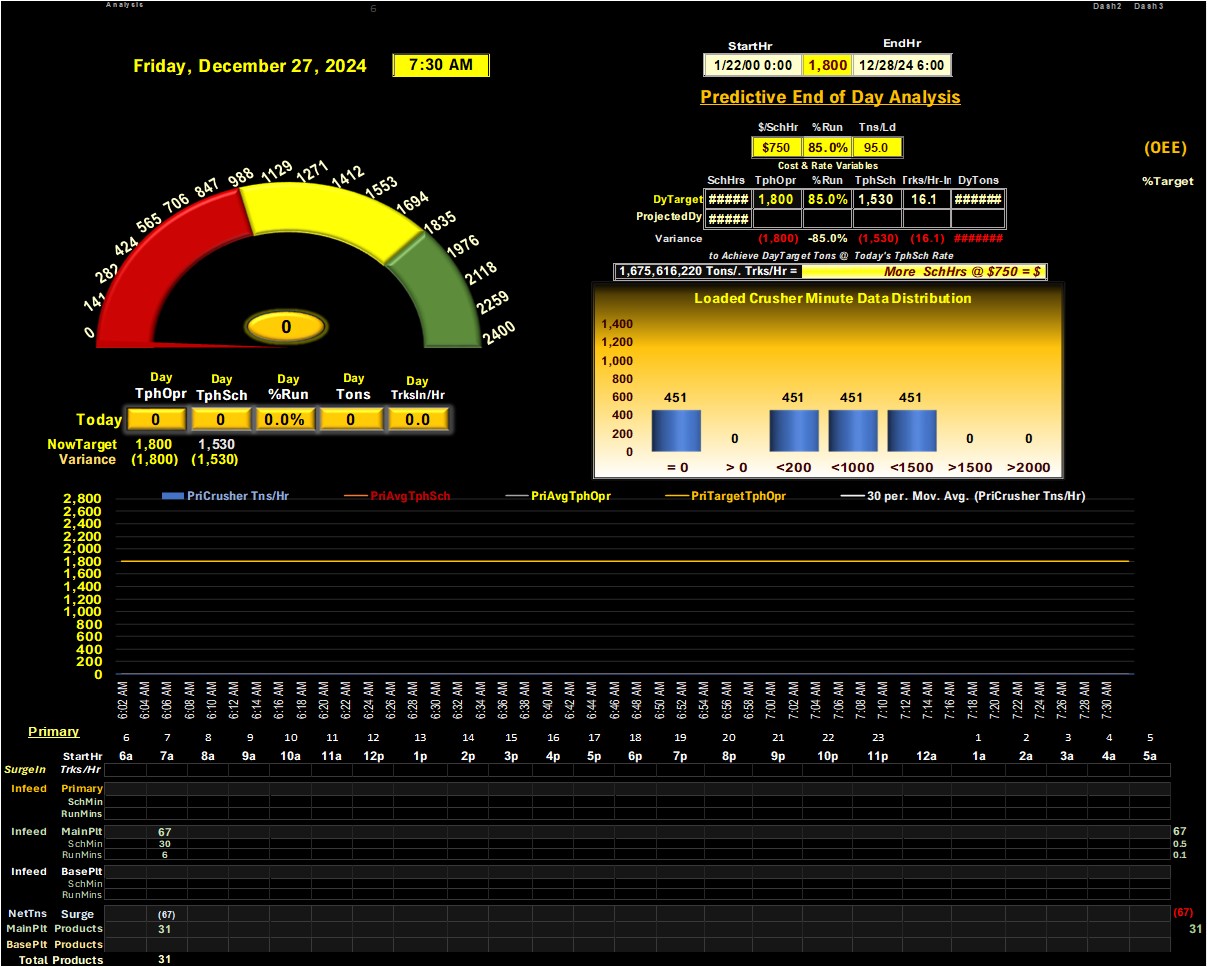 Analysis 6 Dash2 Dash3
StartHr EndHr
Friday, December 27, 2024 7:30 AM 1/22/00 0:00 1,800 12/28/24 6:00
Predictive End of Day Analysis
$/SchHr %Run Tns/Ld
$750 85.0% 95.0 (OEE)
Cost & Rate Variables
SchHrs TphOpr %Run TphSch Trks/Hr-In DyTons %Target
DyTarget ##### 1,800 85.0% 1,530 16.1 ######
ProjectedDy #####
Variance (1,800) -85.0% (1,530) (16.1) #######
to Achieve DayTarget Tons @ Today's TphSch Rate
1,675,616,220 Tons/. Trks/Hr = More SchHrs @ $750 = $
0 141 282 424 565 706 847 988 1129 1271 1412 1553 1694 1835 1976 2118 2259 2400
0
Loaded Crusher Minute Data Distribution
1,400
1,200
1,000
800
600
400
200
0
451 0 451 451 451 0 0
= 0 > 0 <200 <1000 <1500 >1500 >2000
Day Day Day Day Day
TphOpr TphSch %Run Tons TrksIn/Hr
Today 0 0 0.0% 0 0.0
NowTarget 1,800 1,530
Variance (1,800) (1,530)
PriCrusher Tns/Hr PriAvgTphSch PriAvgTphOpr PriTargetTphOpr 30 per. Mov. Avg. (PriCrusher Tns/Hr)
2,800
2,600
2,400
2,200
2,000
1,800
1,600
1,400
1,200
1,000
800
600
400
200
0
6:02 AM 6:04 AM 6:06 AM 6:08 AM 6:10 AM 6:12 AM 6:14 AM 6:16 AM 6:18 AM 6:20 AM 6:22 AM 6:24 AM 6:26 AM 6:28 AM 6:30 AM 6:32 AM 6:34 AM 6:36 AM 6:38 AM 6:40 AM 6:42 AM 6:44 AM 6:46 AM 6:48 AM 6:50 AM 6:52 AM 6:54 AM 6:56 AM 6:58 AM 7:00 AM 7:02 AM 7:04 AM 7:06 AM 7:08 AM 7:10 AM 7:12 AM 7:14 AM 7:16 AM 7:18 AM 7:20 AM 7:22 AM 7:24 AM 7:26 AM 7:28 AM 7:30 AM
Primary 6 7 8 9 10 11 12 13 14 15 16 17 18 19 20 21 22 23 1 2 3 4 5
StartHr 6a 7a 8a 9a 10a 11a 12p 1p 2p 3p 4p 5p 6p 7p 8p 9p 10p 11p 12a 1a 2a 3a 4a 5a
SurgeIn Trks/Hr
Infeed Primary
SchMin
RunMins
Infeed MainPlt 67 67
SchMin 30 0.5
RunMins 6 0.1
Infeed BasePlt
SchMin
RunMins
NetTns Surge (67) (67)
MainPlt Products 31 31
BasePlt Products
Total Products 31